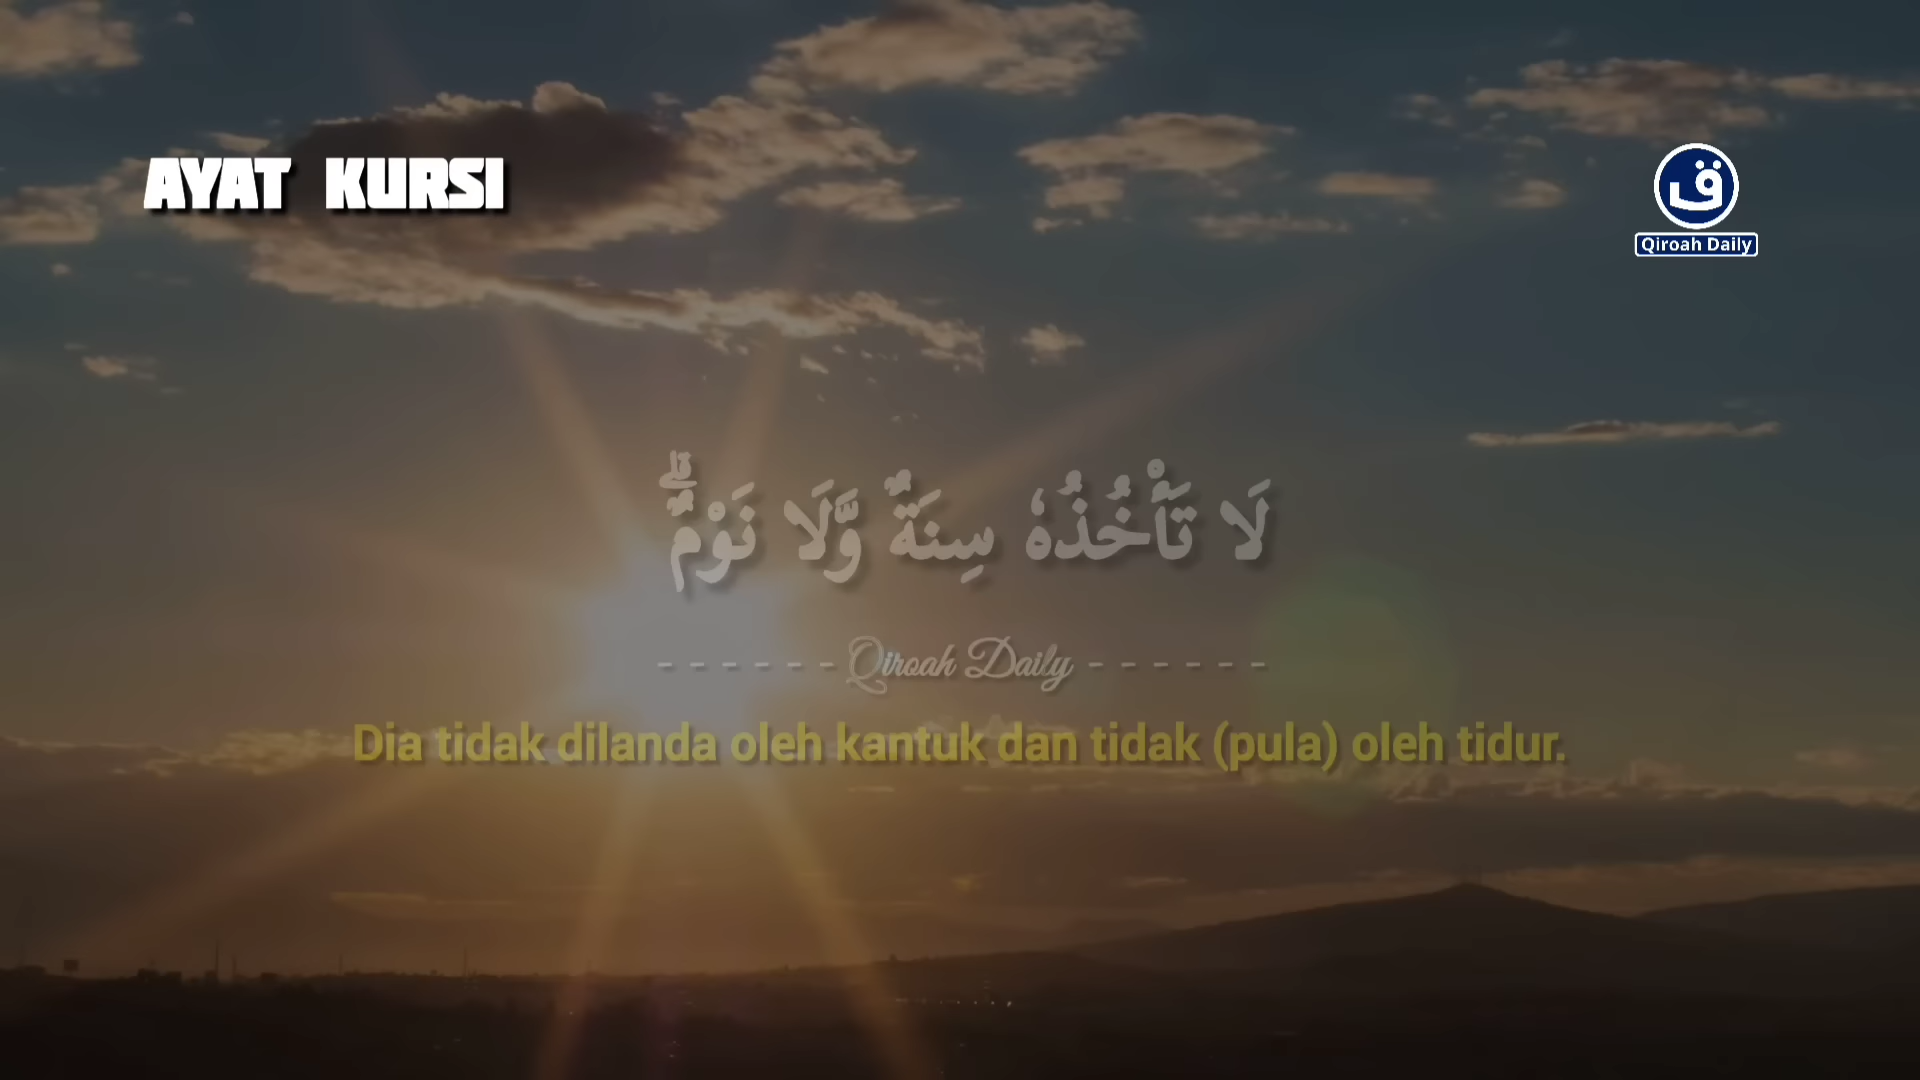 AYAT KURSI
ق
Qiroah Daily
لَا تَأْخُذُهٗ سِنَةٌ وَّلَا نَوْمٌۗ
------ Qiroah Daily ------
Dia tidak dilanda oleh kantuk dan tidak (pula) oleh tidur.